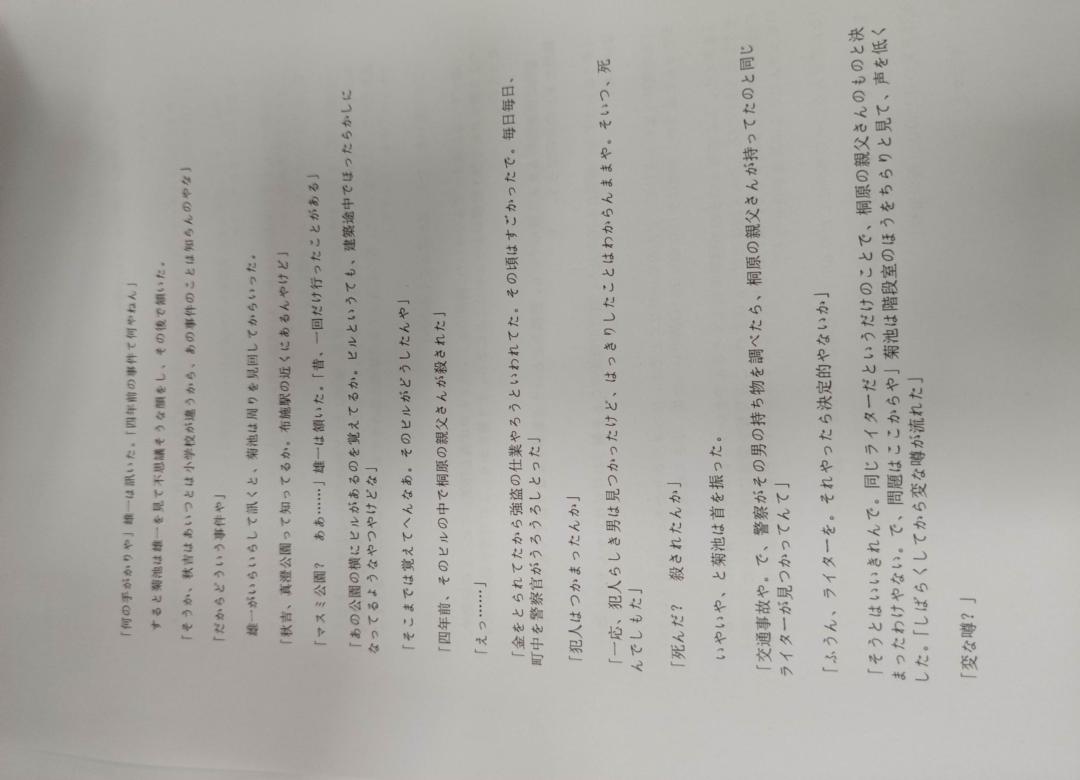 「何の手がかりや」雄一は訊いた。「四年前の事件て何やねん」
すると菊池は雄一を見て不思議そうな顔をし、その後で頷いた。
「そうか、秋吉はあいつとは小学校が違うから、あの事件のことは知らんのやな」
「だからどういう事件や」
雄一がいらいらして訊くと、菊池は周りを見回してからいった。
「秋吉、真澄公園って知ってるか。布施駅の近くにあるんやけど」
「マスミ公園？　ああ……」雄一は頷いた。「昔、一回だけ行ったことがある」
「あの公園の横にビルがあるのを覚えてるか。ビルというても、建築途中でほったらかしに
なってるようなやつやけどな」
「そこまでは覚えてへんなあ。そのビルがどうしたんや」
「四年前、そのビルの中で桐原の親父さんが殺された」
「えっ……」
「金をとられてたから強盗の仕業やろうといわれてた。その頃はすごかったで。毎日毎日、
町中を警察官がうろうろしとった」
「犯人はつかまったんか」
「一応、犯人らしき男は見つかったけど、はっきりしたことはわからんままや。そいつ、死
んでしもた」
「死んだ？　殺されたんか」
いやいや、と菊池は首を振った。
「交通事故や。で、警察がその男の持ち物を調べたら、桐原の親父さんが持ってたのと同じ
ライターが見つかってんて」
「ふうん、ライターを。それやったら決定的やないか」
「そうとはいいきれんで。同じライターだというだけのことで、桐原の親父さんのものと決
まったわけやない。で、問題はここからや」菊池は階段室のほうをちらりと見て、声を低く
した。「しばらくしてから変な噂が流れた」
「変な噂？」